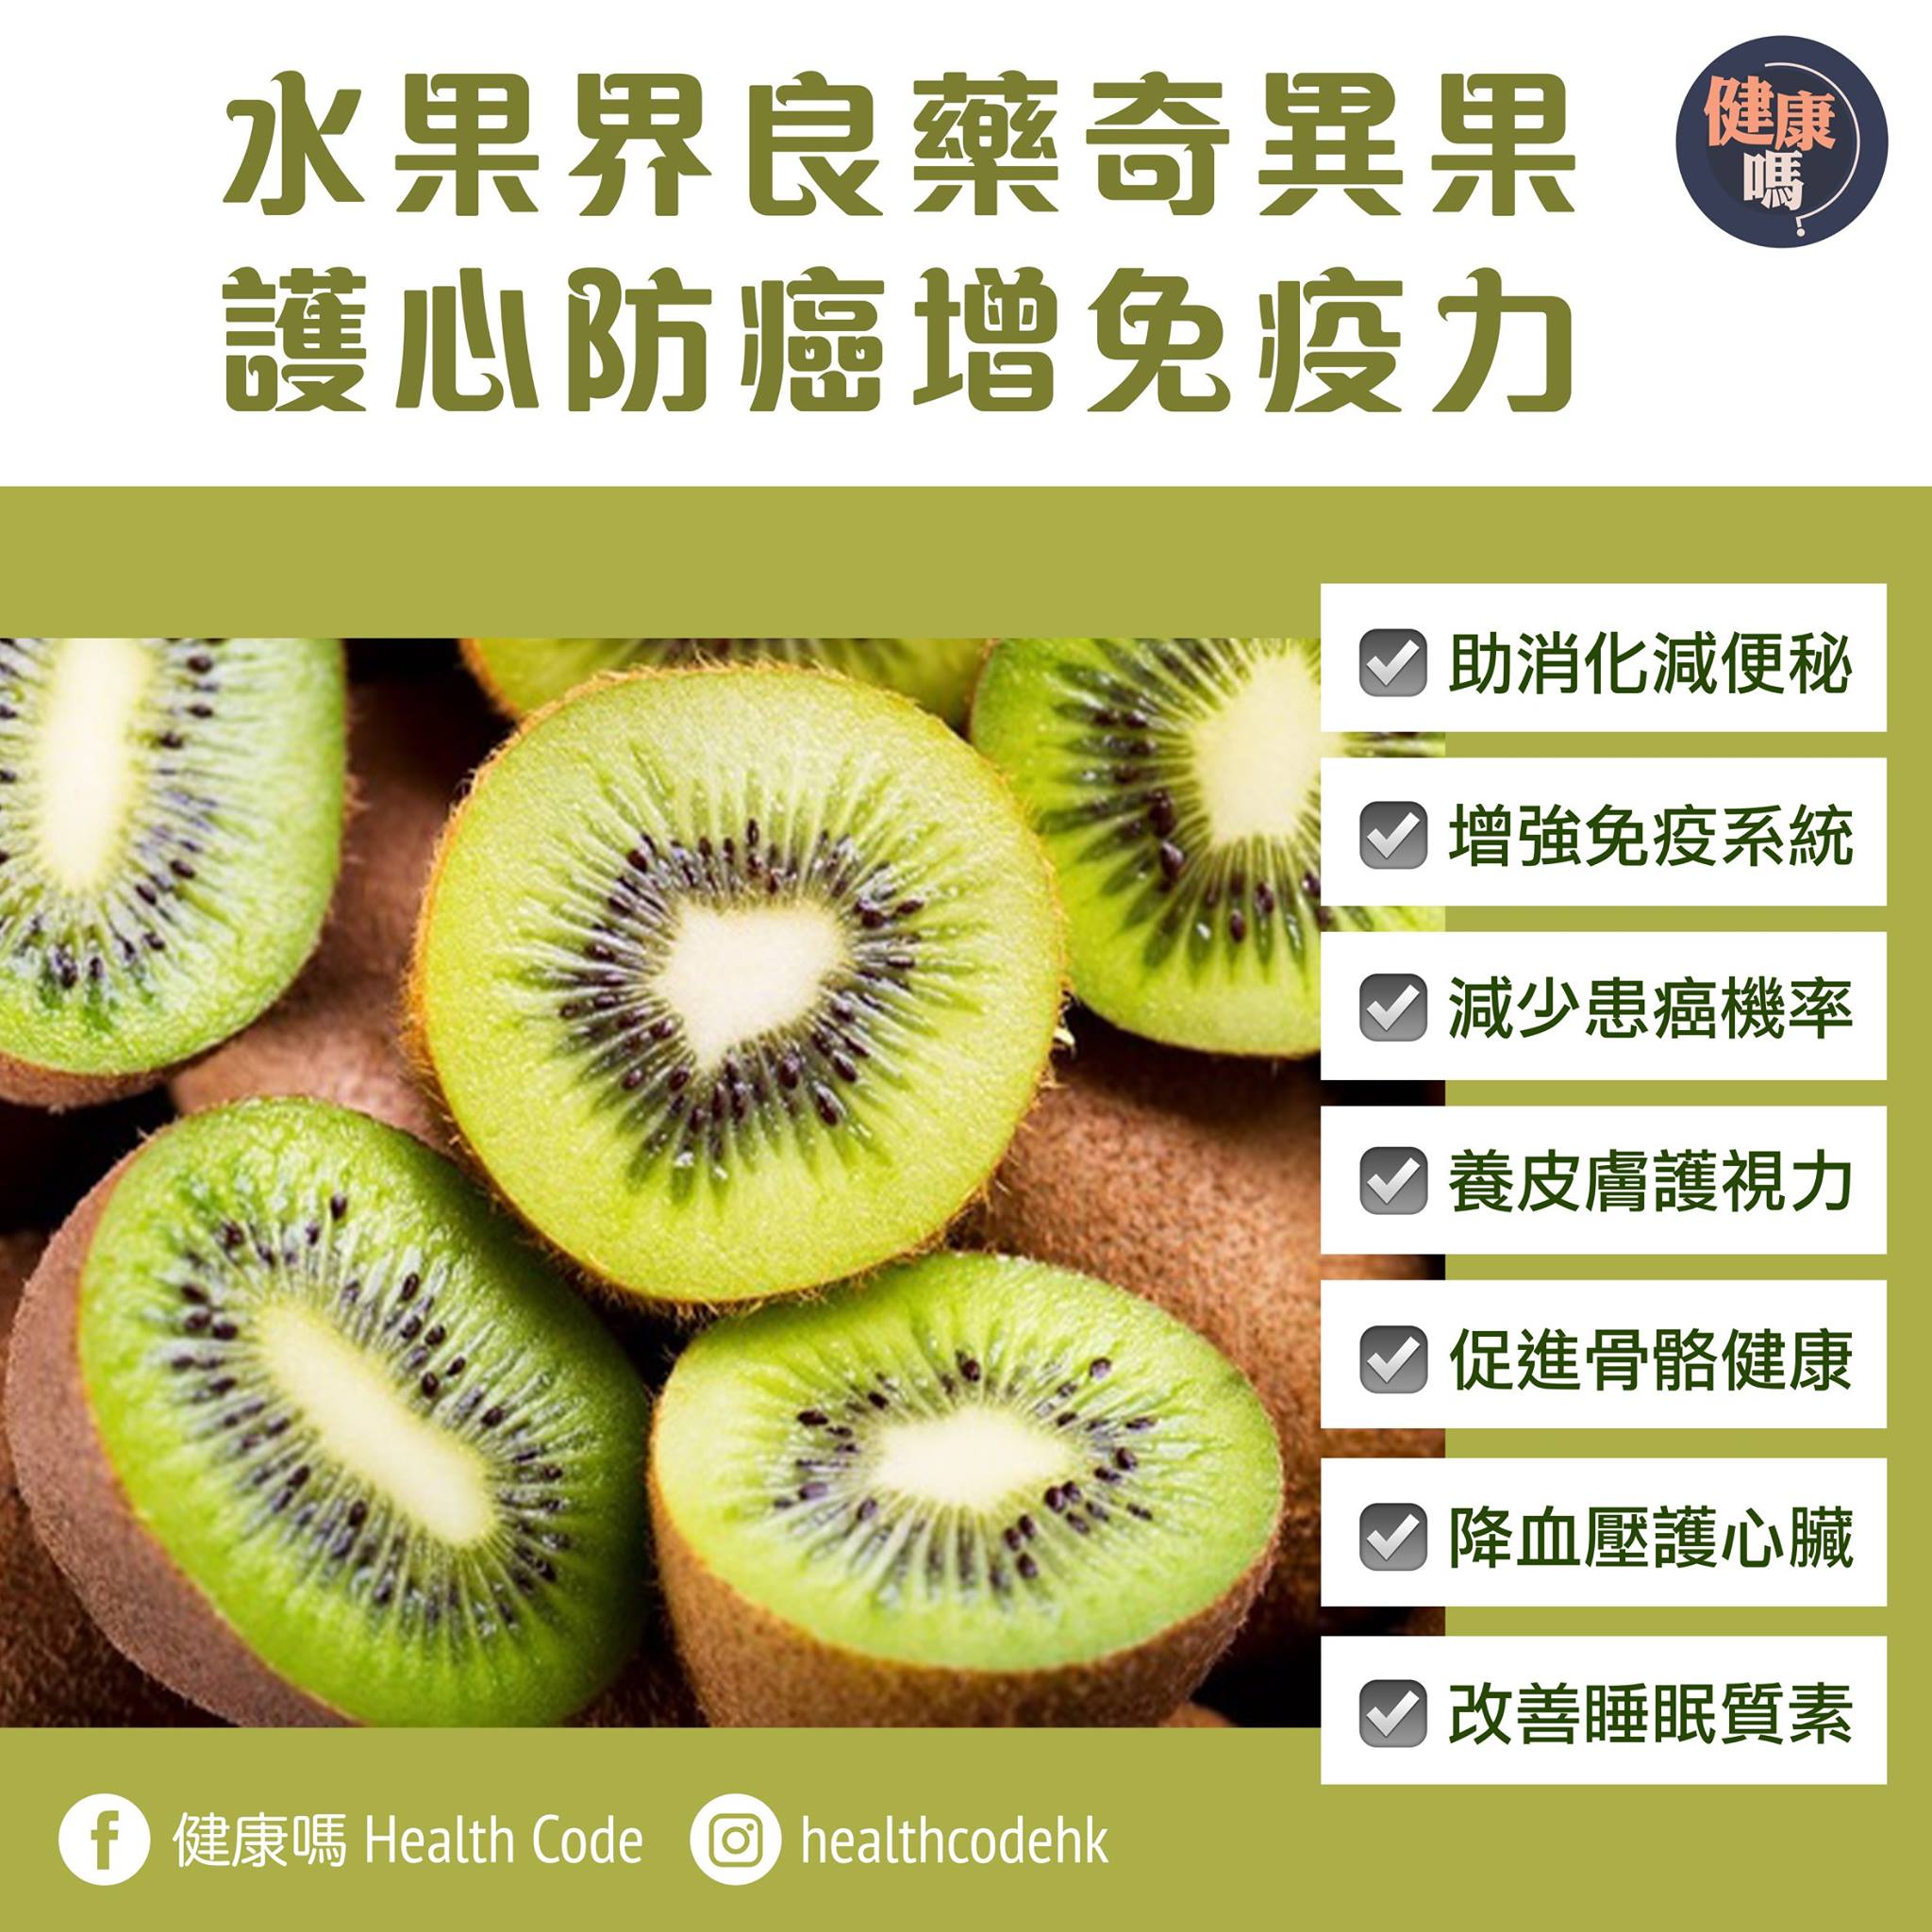 水果界良藥奇異果
護心防癌增免疫力
健康
嗎?
助消化減便秘
增強免疫系統
減少患癌機率
養皮膚護視力
促進骨骼健康
降血壓護心臟
改善睡眠質素
健康嗎 Health Code
healthcodehk